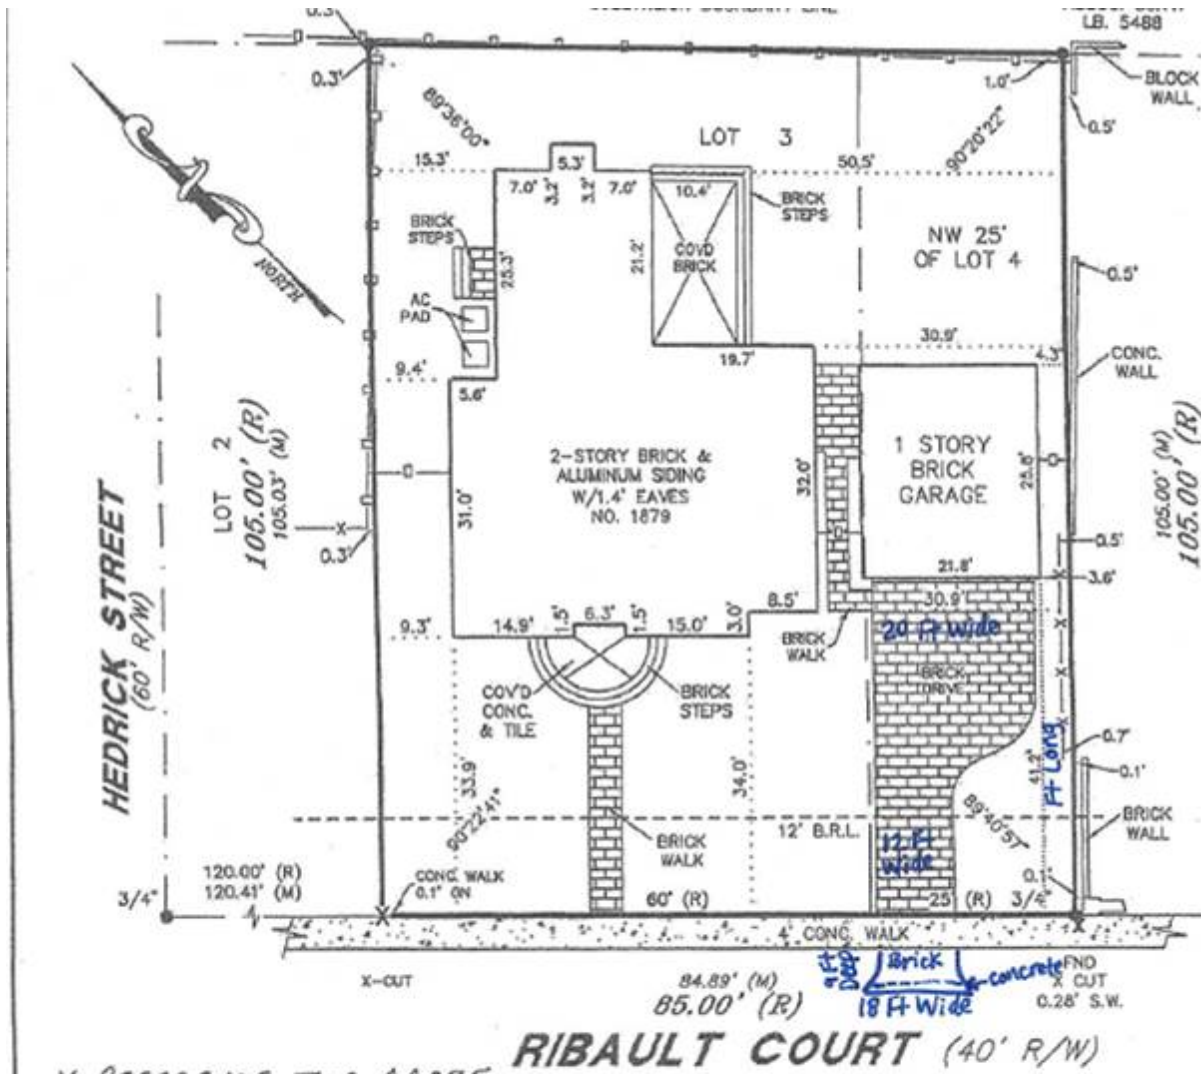 LB. 5488
0.3'
0.3'
1.0'
BLOCK
WALL
0.5'
89°36'00"
LOT 3
90°20'22"
15.3'
5.3'
50.5'
7.0'
3.2'
3.2'
7.0'
10.4'
BRICK
STEPS
BRICK
STEPS
NW 25'
OF LOT 4
NORTH
25.3'
21.2'
COV'D
BRICK
0.5'
AC
PAD
30.9'
19.7'
4.3'
CONC.
WALL
9.4'
5.6'
LOT 2
105.00' (R)
105.03' (M)
2-STORY BRICK &
ALUMINUM SIDING
W/1.4' EAVES
NO. 1879
31.0'
32.0'
1 STORY
BRICK
GARAGE
25.8'
105.00' (M)
105.00' (R)
0.3'
0.5'
21.8'
3.6'
HEDRICK STREET
(60' R/W)
9.3'
14.9'
1.5'
6.3'
1.5'
15.0'
3.0'
8.5'
30.9'
BRICK
WALK
20 Ft Wide
BRICK
DRIVE
COV'D
CONC.
& TILE
BRICK
STEPS
33.9'
34.0'
41.2'
Ft Long
0.7'
0.1'
90°22'41"
89°40'57"
12' B.R.L.
BRICK
WALK
12 Ft
Wide
BRICK
WALL
120.00' (R)
120.41' (M)
3/4"
CONC. WALK
0.1' ON
60' (R)
25' (R)
3/4"
0.1'
4' CONC. WALK
X-CUT
84.89' (M)
85.00' (R)
9 Ft
Deep
Brick
concrete
18 Ft Wide
FND
X CUT
0.28' S.W.
RIBAULT COURT (40' R/W)